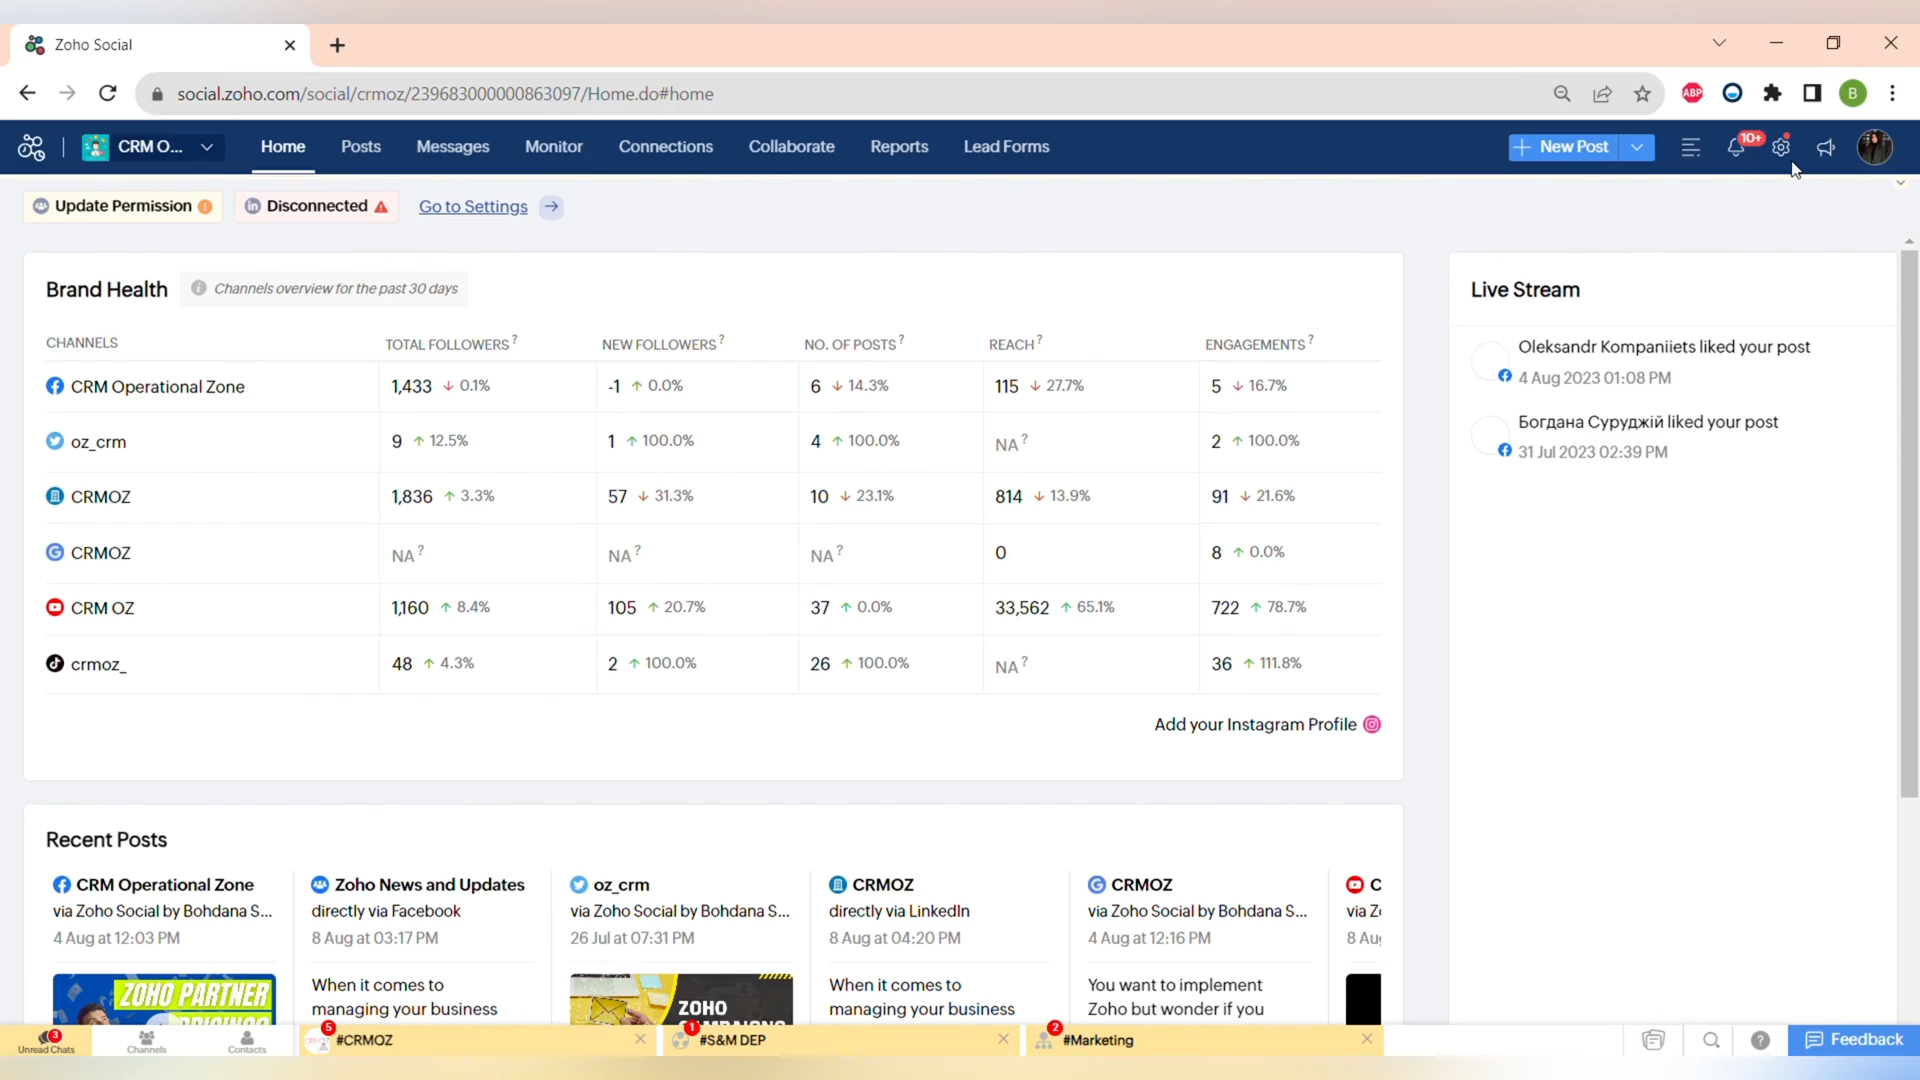 Zoho Social
social.zoho.com/social/crmoz/239683000000863097/Home.do#home
ABP
B
CRM O...
Home
Posts
Messages
Monitor
Connections
Collaborate
Reports
Lead Forms
New Post
10+
Update Permission
Disconnected
Go to Settings
Brand Health
Channels overview for the past 30 days
CHANNELS TOTAL FOLLOWERS ? NEW FOLLOWERS ? NO. OF POSTS ? REACH ? ENGAGEMENTS ?
CRM Operational Zone 1,433 ↓ 0.1% -1 ↑ 0.0% 6 ↓ 14.3% 115 ↓ 27.7% 5 ↓ 16.7%
oz_crm 9 ↑ 12.5% 1 ↑ 100.0% 4 ↑ 100.0% NA ? 2 ↑ 100.0%
CRMOZ 1,836 ↑ 3.3% 57 ↓ 31.3% 10 ↓ 23.1% 814 ↓ 13.9% 91 ↓ 21.6%
CRMOZ NA ? NA ? NA ? 0 8 ↑ 0.0%
CRM OZ 1,160 ↑ 8.4% 105 ↑ 20.7% 37 ↑ 0.0% 33,562 ↑ 65.1% 722 ↑ 78.7%
crmoz_ 48 ↑ 4.3% 2 ↑ 100.0% 26 ↑ 100.0% NA ? 36 ↑ 111.8%
Add your Instagram Profile
Live Stream
Oleksandr Kompaniiets liked your post
4 Aug 2023 01:08 PM
Богдана Суруджій liked your post
31 Jul 2023 02:39 PM
Recent Posts
CRM Operational Zone
via Zoho Social by Bohdana S...
4 Aug at 12:03 PM
ZOHO PARTNER
Zoho News and Updates
directly via Facebook
8 Aug at 03:17 PM
When it comes to
managing your business
oz_crm
via Zoho Social by Bohdana S...
26 Jul at 07:31 PM
ZOHO
CRMOZ
directly via LinkedIn
8 Aug at 04:20 PM
When it comes to
managing your business
CRMOZ
via Zoho Social by Bohdana S...
4 Aug at 12:16 PM
You want to implement
Zoho but wonder if you
C
via Zo
8 Aug
3
Unread Chats
Channels
Contacts
5
#CRMOZ
1
#S&M DEP
2
#Marketing
Feedback